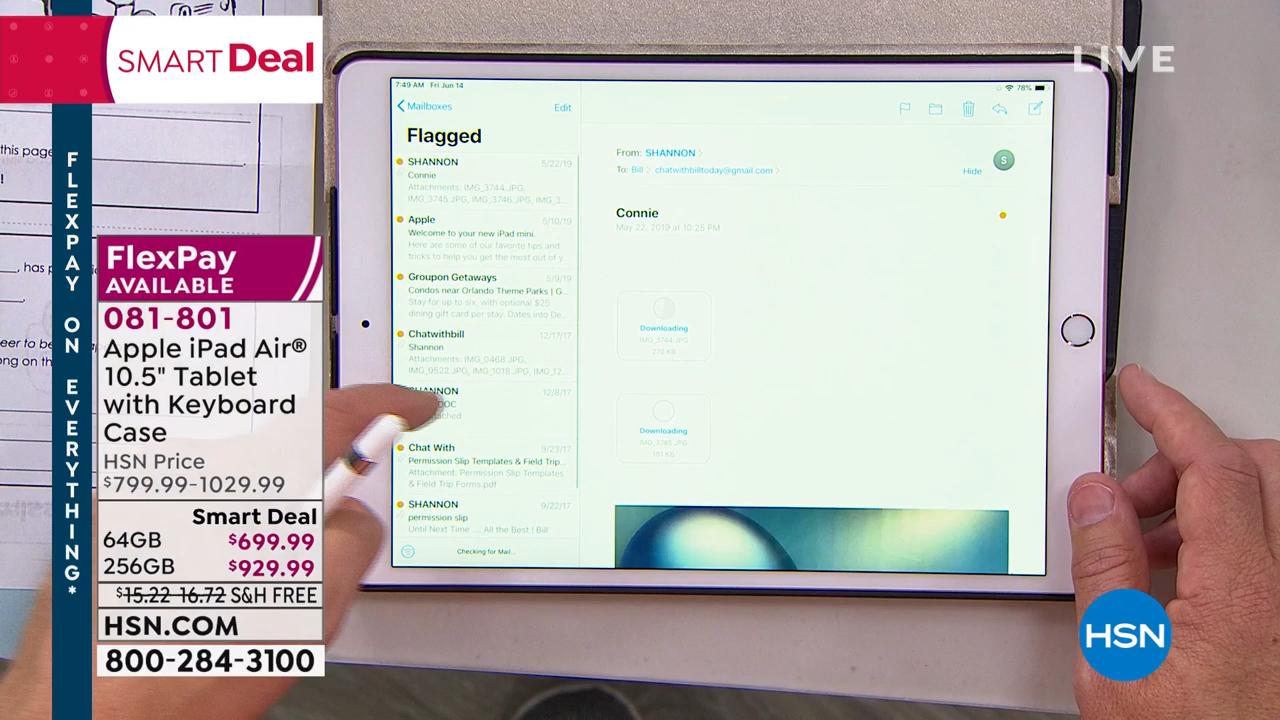 SMART Deal
LIVE
FLEXPAY ON EVERYTHING*
this page
, has p
eer to be
ong on the
FlexPay
AVAILABLE
081-801
Apple iPad Air®
10.5" Tablet
with Keyboard
Case
HSN Price
$799.99-1029.99
Smart Deal
64GB $699.99
256GB $929.99
$15.22-16.72 S&H FREE
HSN.COM
800-284-3100
7:49 AM Fri Jun 14
78%
Mailboxes
Edit
Flagged
SHANNON 5/22/19
Connie
Attachments: IMG_3744.JPG,
IMG_3745.JPG, IMG_3746.JPG, IMG_3...
Apple 5/10/19
Welcome to your new iPad mini.
Here are some of our favorite tips and
tricks to help you get the most out of y
Groupon Getaways 5/9/19
Condos near Orlando Theme Parks | G...
Stay for up to six, with optional $25
dining gift card per stay. Dates into De...
Chatwithbill 12/17/17
Shannon
Attachments: IMG_0468.JPG,
IMG_0522.JPG, IMG_1018.JPG, IMG_12...
SHANNON 12/8/17
DOC
ached
Chat With 9/23/17
Permission Slip Templates & Field Trip...
Attachment: Permission Slip Templates
& Field Trip Forms.pdf
SHANNON 9/22/17
permission slip
Until Next Time .... All the Best ! Bill
Checking for Mail...
From: SHANNON
To: Bill chatwithbilltoday@gmail.com
S
Hide
Connie
May 22, 2019 at 10:25 PM
Downloading
IMG_3744.JPG
270 KB
Downloading
IMG_3745.JPG
181 KB
HSN